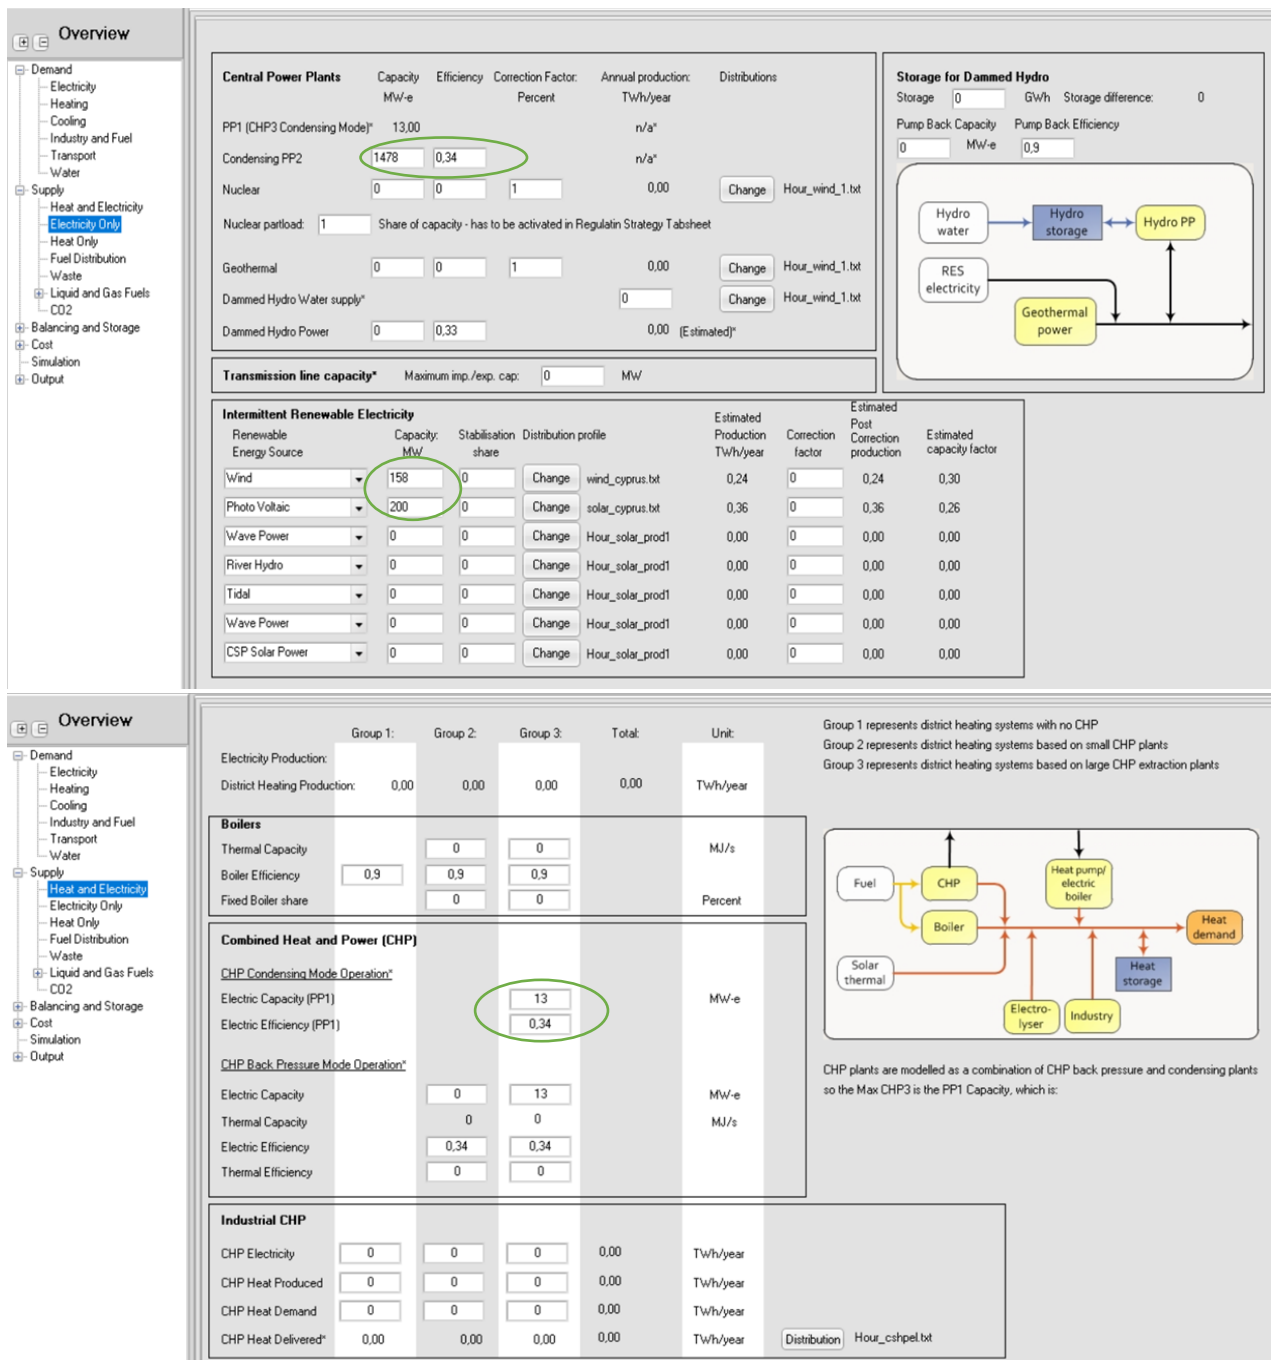 Overview
Demand
Electricity
Heating
Cooling
Industry and Fuel
Transport
Water
Supply
Heat and Electricity
Electricity Only
Heat Only
Fuel Distribution
Waste
Liquid and Gas Fuels
CO2
Balancing and Storage
Cost
Simulation
Output
Central Power Plants Capacity Efficiency Correction Factor: Annual production: Distributions
MW-e Percent TWh/year
PP1 (CHP3 Condensing Mode)* 13,00 n/a*
Condensing PP2 1478 0,34 n/a*
Nuclear 0 0 1 0,00 Change Hour_wind_1.txt
Nuclear partload: 1 Share of capacity - has to be activated in Regulatin Strategy Tabsheet
Geothermal 0 0 1 0,00 Change Hour_wind_1.txt
Dammed Hydro Water supply* 0 Change Hour_wind_1.txt
Dammed Hydro Power 0 0,33 0,00 (Estimated)*
Storage for Dammed Hydro
Storage 0 GWh Storage difference: 0
Pump Back Capacity Pump Back Efficiency
0 MW-e 0,9
Hydro water
Hydro storage
Hydro PP
RES electricity
Geothermal power
Transmission line capacity* Maximum imp./exp. cap: 0 MW
Intermittent Renewable Electricity
Renewable Energy Source Capacity: MW Stabilisation share Distribution profile Estimated Production TWh/year Correction factor Estimated Post Correction production Estimated capacity factor
Wind 158 0 Change wind_cyprus.txt 0,24 0 0,24 0,30
Photo Voltaic 200 0 Change solar_cyprus.txt 0,36 0 0,36 0,26
Wave Power 0 0 Change Hour_solar_prod1 0,00 0 0,00 0,00
River Hydro 0 0 Change Hour_solar_prod1 0,00 0 0,00 0,00
Tidal 0 0 Change Hour_solar_prod1 0,00 0 0,00 0,00
Wave Power 0 0 Change Hour_solar_prod1 0,00 0 0,00 0,00
CSP Solar Power 0 0 Change Hour_solar_prod1 0,00 0 0,00 0,00
Overview
Demand
Electricity
Heating
Cooling
Industry and Fuel
Transport
Water
Supply
Heat and Electricity
Electricity Only
Heat Only
Fuel Distribution
Waste
Liquid and Gas Fuels
CO2
Balancing and Storage
Cost
Simulation
Output
Group 1: Group 2: Group 3: Total: Unit:
Electricity Production:
District Heating Production: 0,00 0,00 0,00 0,00 TWh/year
Boilers
Thermal Capacity 0 0 MJ/s
Boiler Efficiency 0,9 0,9 0,9
Fixed Boiler share 0 0 Percent
Combined Heat and Power (CHP)
CHP Condensing Mode Operation*
Electric Capacity (PP1) 13 MW-e
Electric Efficiency (PP1) 0,34
CHP Back Pressure Mode Operation*
Electric Capacity 0 13 MW-e
Thermal Capacity 0 0 MJ/s
Electric Efficiency 0,34 0,34
Thermal Efficiency 0 0
Industrial CHP
CHP Electricity 0 0 0 0,00 TWh/year
CHP Heat Produced 0 0 0 0,00 TWh/year
CHP Heat Demand 0 0 0 0,00 TWh/year
CHP Heat Delivered* 0,00 0,00 0,00 0,00 TWh/year Distribution Hour_cshpel.txt
Group 1 represents district heating systems with no CHP
Group 2 represents district heating systems based on small CHP plants
Group 3 represents district heating systems based on large CHP extraction plants
Fuel
CHP
Heat pump/ electric boiler
Boiler
Heat demand
Solar thermal
Heat storage
Electro- lyser
Industry
CHP plants are modelled as a combination of CHP back pressure and condensing plants
so the Max CHP3 is the PP1 Capacity, which is: